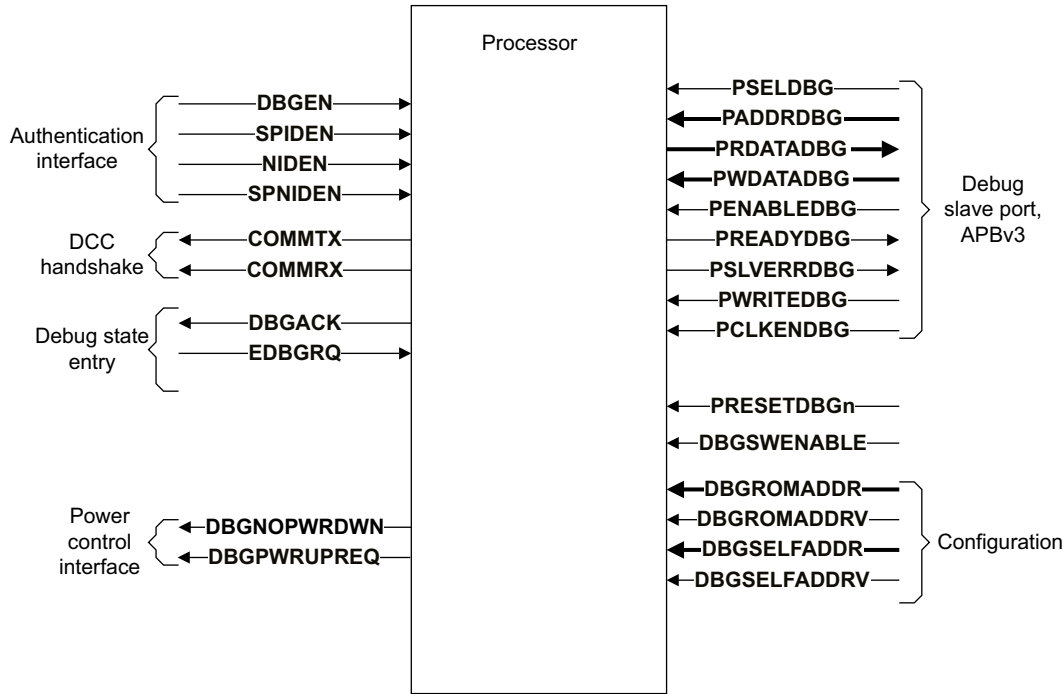 Processor
Authentication
interface
DBGEN
SPIDEN
NIDEN
SPNIDEN
DCC
handshake
COMMTX
COMMRX
Debug state
entry
DBGACK
EDBGRQ
Power
control
interface
DBGNOPWRDWN
DBGPWRUPREQ
PSELDBG
PADDRDBG
PRDATADBG
PWDATADBG
PENABLEDBG
PREADYDBG
PSLVERRDBG
PWRITEDBG
PCLKENDBG
Debug
slave port,
APBv3
PRESETDBGn
DBGSWENABLE
DBGROMADDR
DBGROMADDRV
DBGSELFADDR
DBGSELFADDRV
Configuration